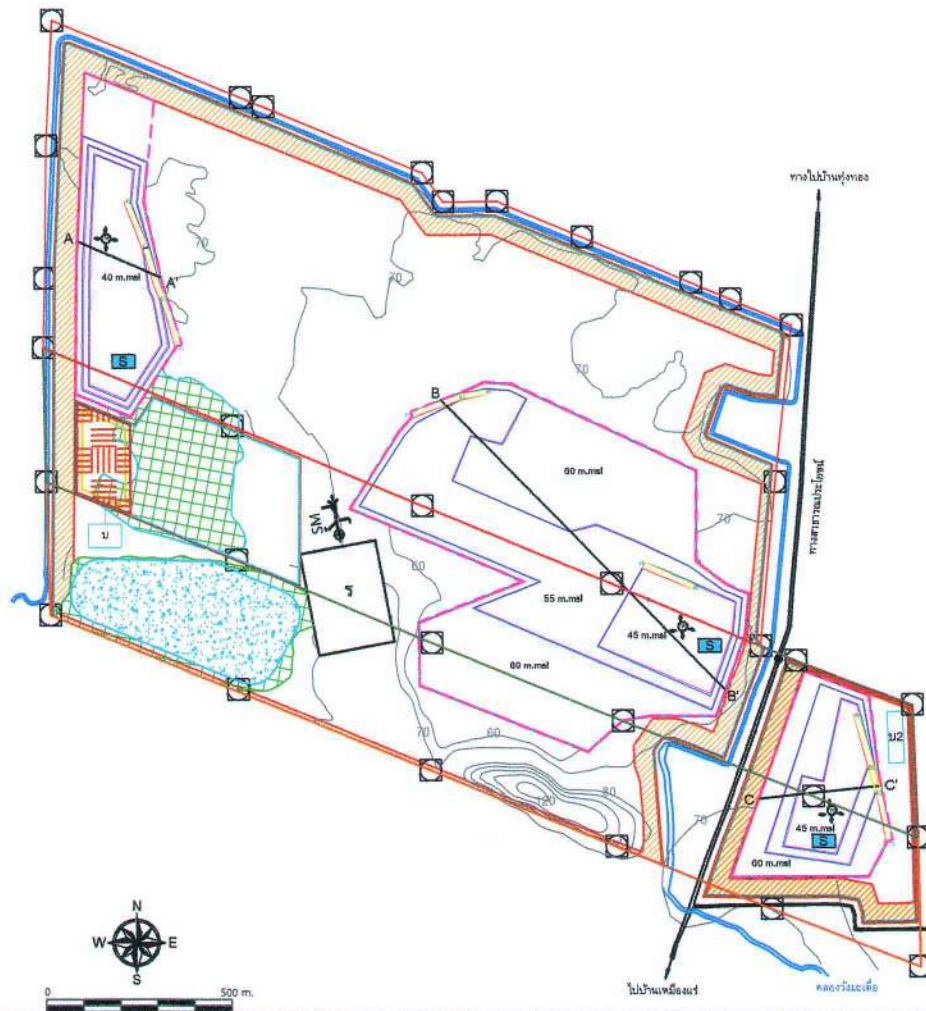 ทางไปบ้านทุ่งทอง
70
70
A
40 m.msl
A'
S
70
B
60 m.msl
ทางสาธารณประโยชน์
70
SM
บ
60
ร
55 m.msl
45 m.msl
S
60 m.msl
B'
บ2
70
60
80
120
C
C'
70
45 m.msl
S
60 m.msl
N
W
E
S
0
500 m.
ไปบ้านเหมืองแร่
คลองวังมะเดื่อ